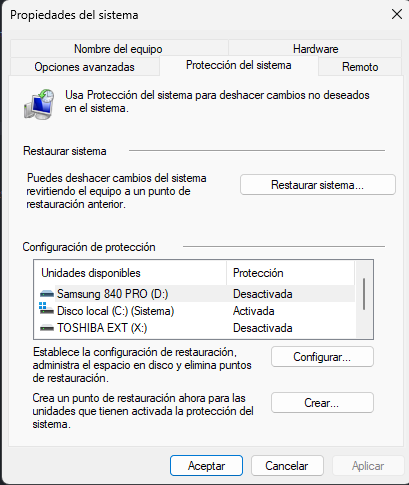 Propiedades del sistema
Nombre del equipo
Hardware
Opciones avanzadas
Protección del sistema
Remoto
Usa Protección del sistema para deshacer cambios no deseados
en el sistema.
Restaurar sistema
Puedes deshacer cambios del sistema
revirtiendo el equipo a un punto de
restauración anterior.
Restaurar sistema...
Configuración de protección
Unidades disponibles
Protección
Samsung 840 PRO (D:)
Desactivada
Disco local (C:) (Sistema)
Activada
TOSHIBA EXT (X:)
Desactivada
Establece la configuración de restauración,
administra el espacio en disco y elimina puntos
de restauración.
Configurar...
Crea un punto de restauración ahora para las
unidades que tienen activada la protección del
sistema.
Crear...
Aceptar
Cancelar
Aplicar